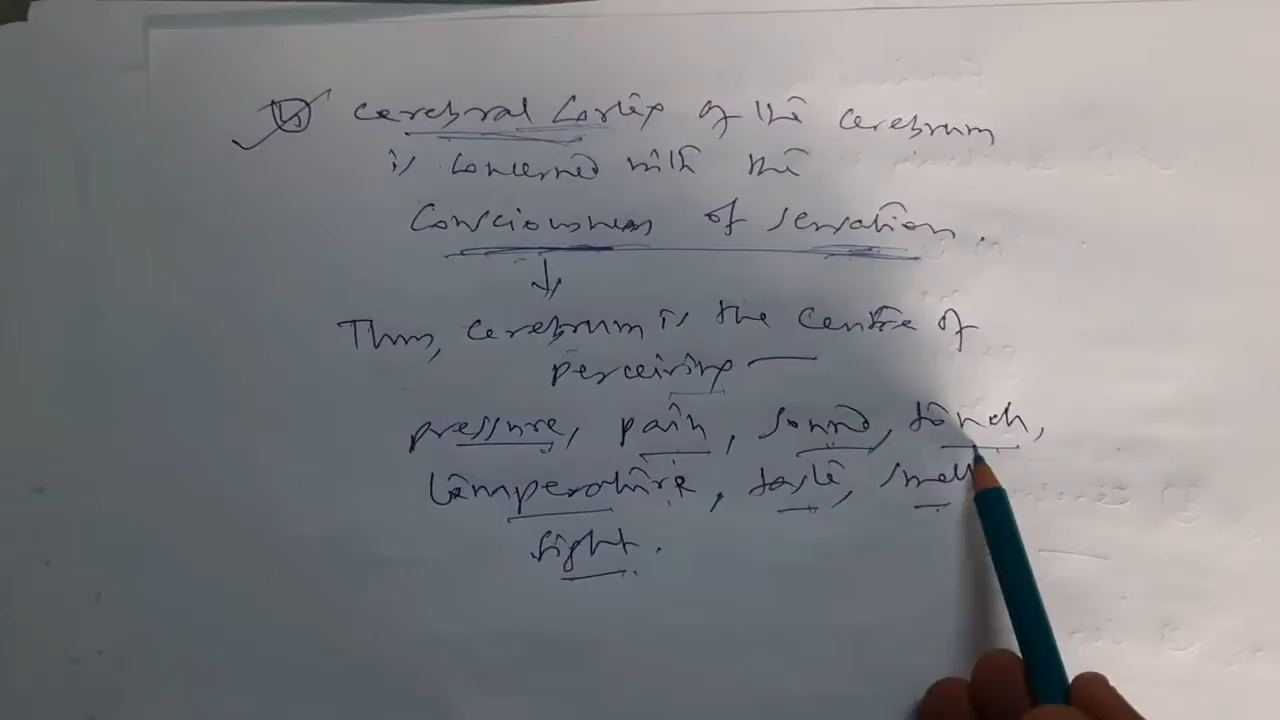 Cerebral Cortex of the Cerebrum
is concerned with the
Consciousness of sensation.
Thus, cerebrum is the centre of
perceiving —
pressure, pain, sound, touch,
temperature, taste, smell
sight.